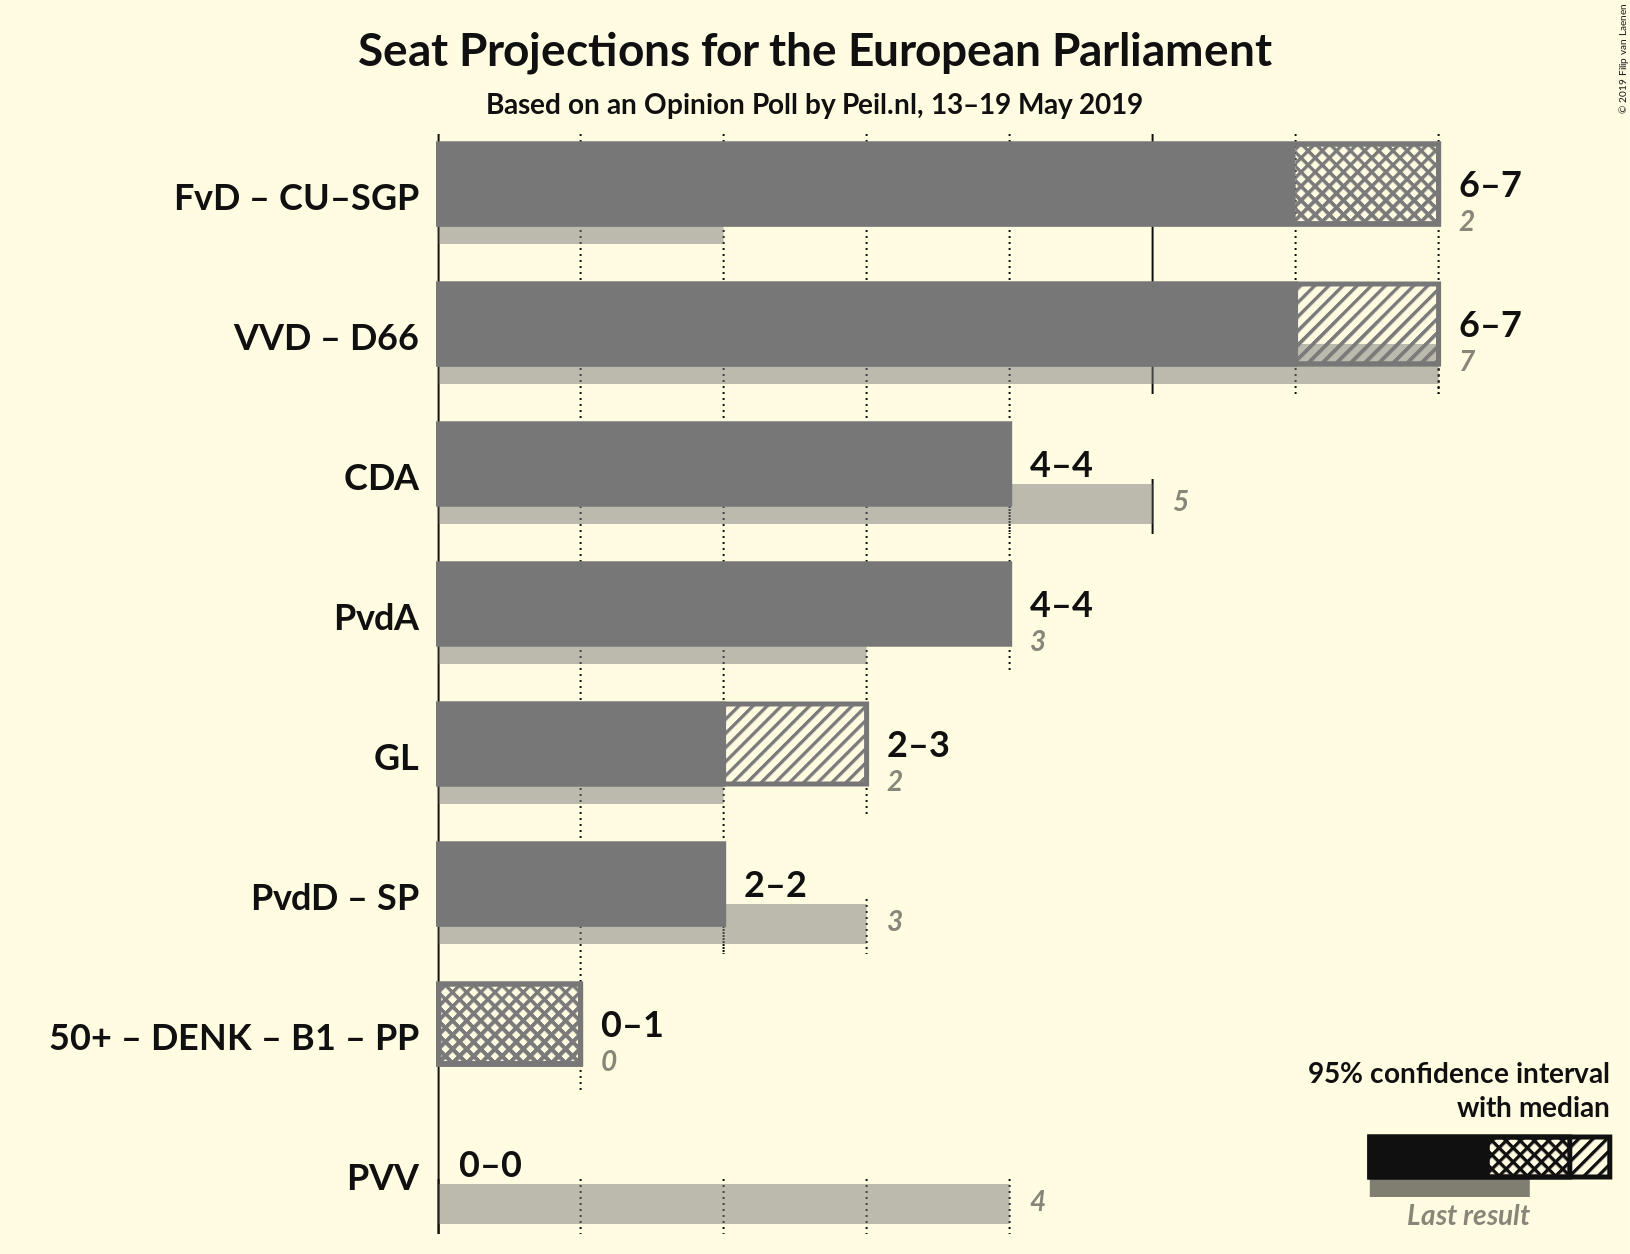 Seat Projections for the European Parliament
Based on an Opinion Poll by Peil.nl, 13–19 May 2019
© 2019 Filip van Laenen
FvD – CU–SGP
6–7
2
VVD – D66
6–7
7
CDA
4–4
5
PvdA
4–4
3
GL
2–3
2
PvdD – SP
2–2
3
50+ – DENK – B1 – PP
0–1
0
PVV
0–0
4
95% confidence interval
with median
Last result